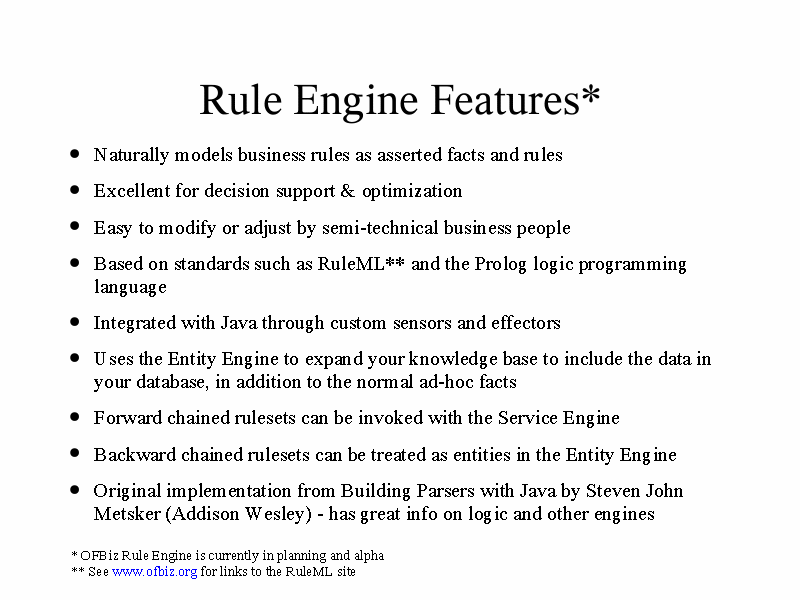 Rule Engine Features*
• Naturally models business rules as asserted facts and rules
• Excellent for decision support & optimization
• Easy to modify or adjust by semi-technical business people
• Based on standards such as RuleML** and the Prolog logic programming
language
• Integrated with Java through custom sensors and effectors
• Uses the Entity Engine to expand your knowledge base to include the data in
your database, in addition to the normal ad-hoc facts
• Forward chained rulesets can be invoked with the Service Engine
• Backward chained rulesets can be treated as entities in the Entity Engine
• Original implementation from Building Parsers with Java by Steven John
Metsker (Addison Wesley) - has great info on logic and other engines
* OFBiz Rule Engine is currently in planning and alpha
** See www.ofbiz.org for links to the RuleML site